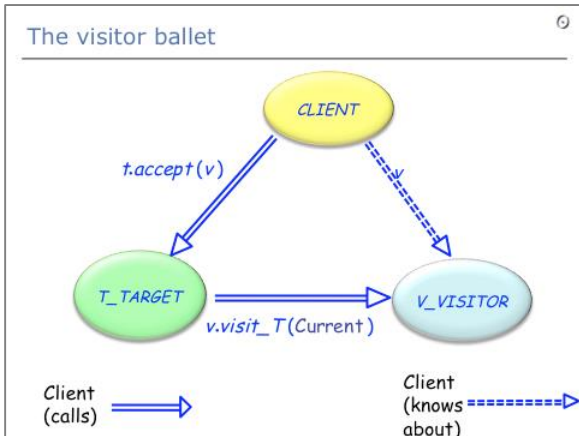 The visitor ballet
CLIENT
t.accept(v)
v
T_TARGET
V_VISITOR
v.visit_T(Current)
Client
(calls)
Client
(knows
about)